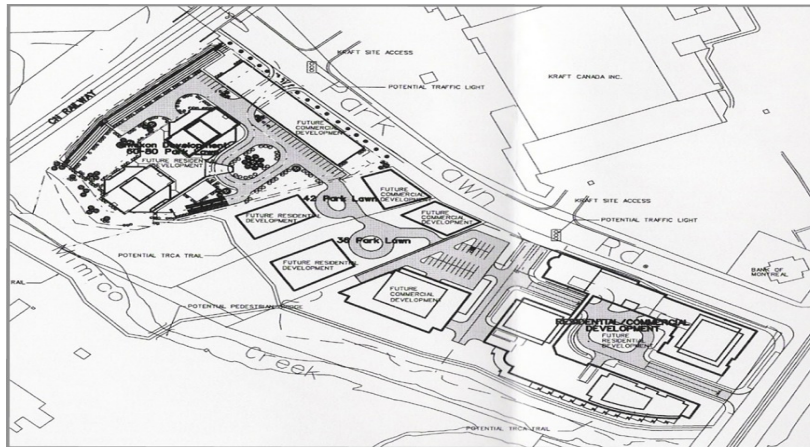 KRAFT SITE ACCESS
POTENTIAL TRAFFIC LIGHT
KRAFT CANADA INC.
CN RAILWAY
Park
Lawn
Rd.
FUTURE
COMMERCIAL
DEVELOPMENT
60-80 Park Lawn
FUTURE RESIDENTIAL
DEVELOPMENT
42 Park Lawn
FUTURE
COMMERCIAL
DEVELOPMENT
FUTURE
COMMERCIAL
DEVELOPMENT
KRAFT SITE ACCESS
POTENTIAL TRAFFIC LIGHT
FUTURE RESIDENTIAL
DEVELOPMENT
36 Park Lawn
FUTURE RESIDENTIAL
DEVELOPMENT
POTENTIAL TRCA TRAIL
Mimico
RAIL
BANK OF
MONTREAL
FUTURE
COMMERCIAL
DEVELOPMENT
POTENTIAL PEDESTRIAN BRIDGE
RESIDENTIAL/COMMERCIAL
DEVELOPMENT
FUTURE
RESIDENTIAL
DEVELOPMENT
Creek
POTENTIAL TRCA TRAIL